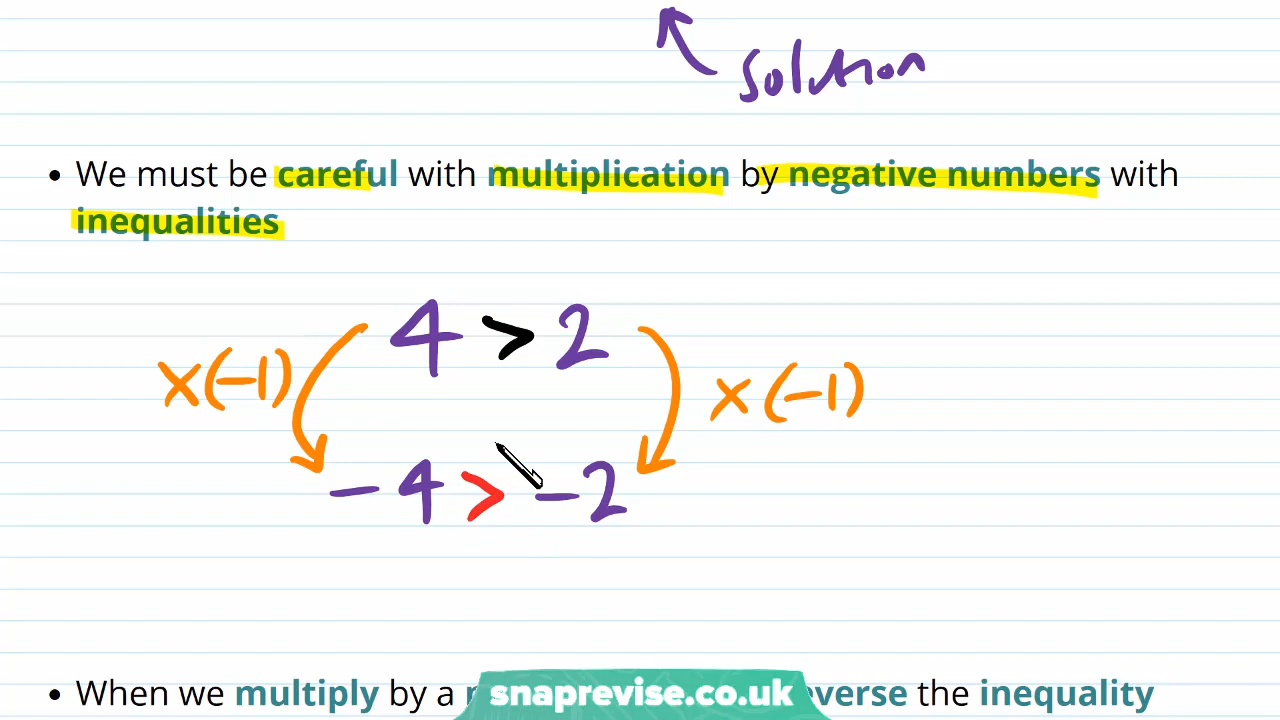 solution
• We must be careful with multiplication by negative numbers with
inequalities
4 > 2
x(-1) x(-1)
-4 > -2
• When we multiply by a everse the inequality
snaprevise.co.uk